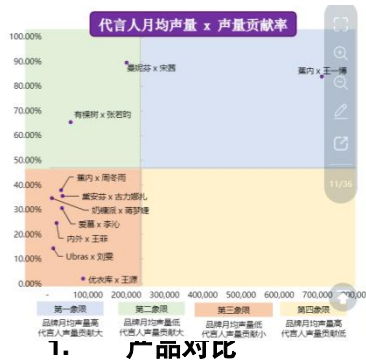 代言人月均声量 x 声量贡献率
100.00%
90.00%
80.00%
70.00%
60.00%
50.00%
40.00%
30.00%
20.00%
10.00%
0.00%
曼妮芬 x 宋茜
蕉内 x 王一博
有棵树 x 张若昀
蕉内 x 周冬雨
黛安芬 x 古力娜扎
奶糖派 x 蒋梦婕
爱慕 x 李沁
内外 x 王菲
Ubras x 刘雯
优衣库 x 王源
11/36
- 100,000 200,000 300,000 400,000 500,000 600,000 700,000
第一象限 第二象限 第三象限 第四象限
品牌月均声量高 品牌月均声量低 品牌月均声量低 品牌月均声量高
代言人声量贡献大 代言人声量贡献大 代言人声量贡献小 代言人声量贡献低
1. 产品对比